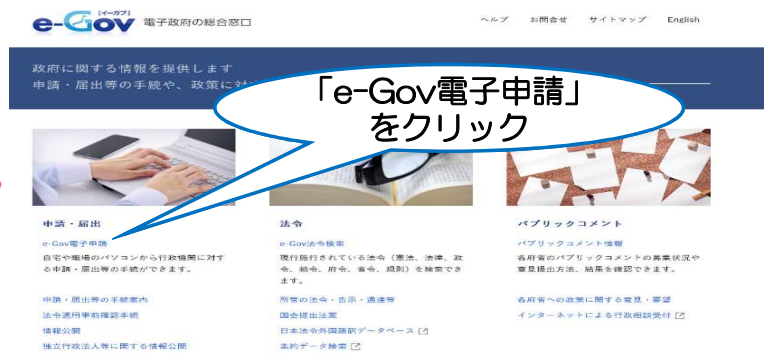 e-Gov [イーガブ] 電子政府の総合窓口
ヘルプ お問合せ サイトマップ English
政府に関する情報を提供します
申請・届出等の手続や、政策に対
「e-Gov電子申請」
をクリック
申請・届出
e-Gov電子申請
自宅や職場のパソコンから行政機関に対す
る申請・届出等の手続ができます。
申請・届出等の手続案内
法令適用事前確認手続
情報公開
独立行政法人等に関する情報公開
法令
e-Gov法令検索
現行施行されている法令（憲法、法律、政
令、勅令、府令、省令、規則）を検索でき
ます。
所管の法令・告示・通達等
国会提出法案
日本法令外国語訳データベース
条約データ検索
パブリックコメント
パブリックコメント情報
各府省のパブリックコメントの募集状況や
意見提出方法、結果を確認できます。
各府省への政策に関する意見・要望
インターネットによる行政相談受付